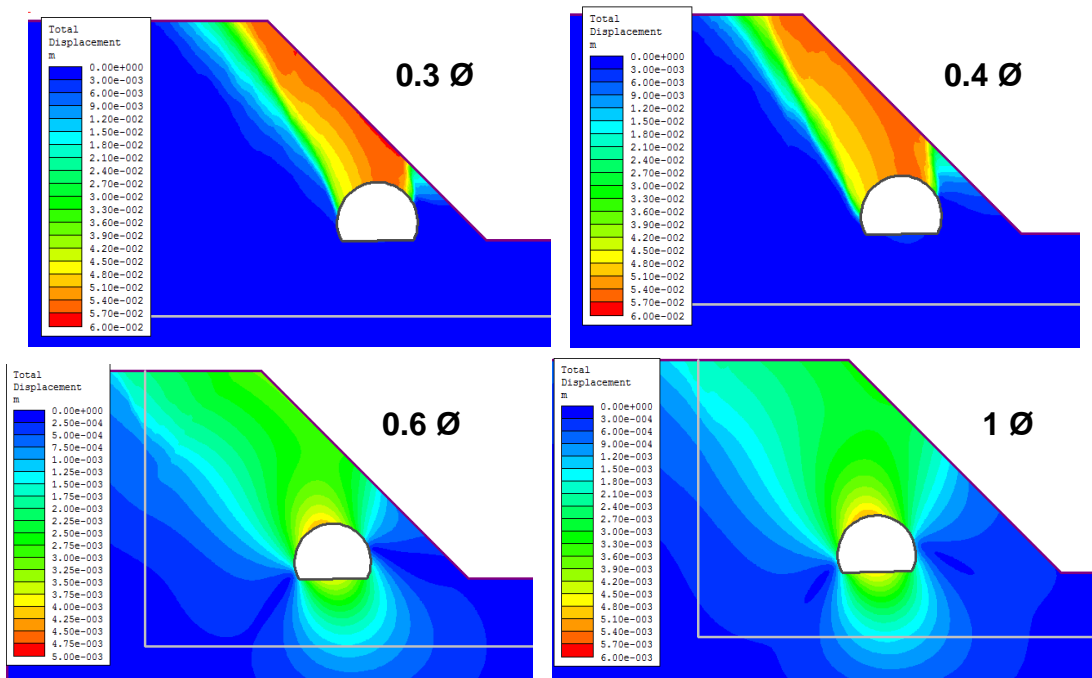 Total
Displacement
m
0.00e+000
3.00e-003
6.00e-003
9.00e-003
1.20e-002
1.50e-002
1.80e-002
2.10e-002
2.40e-002
2.70e-002
3.00e-002
3.30e-002
3.60e-002
3.90e-002
4.20e-002
4.50e-002
4.80e-002
5.10e-002
5.40e-002
5.70e-002
6.00e-002
0.3 Ø
Total
Displacement
m
0.00e+000
3.00e-003
6.00e-003
9.00e-003
1.20e-002
1.50e-002
1.80e-002
2.10e-002
2.40e-002
2.70e-002
3.00e-002
3.30e-002
3.60e-002
3.90e-002
4.20e-002
4.50e-002
4.80e-002
5.10e-002
5.40e-002
5.70e-002
6.00e-002
0.4 Ø
Total
Displacement
m
0.00e+000
2.50e-004
5.00e-004
7.50e-004
1.00e-003
1.25e-003
1.50e-003
1.75e-003
2.00e-003
2.25e-003
2.50e-003
2.75e-003
3.00e-003
3.25e-003
3.50e-003
3.75e-003
4.00e-003
4.25e-003
4.50e-003
4.75e-003
5.00e-003
0.6 Ø
Total
Displacement
m
0.00e+000
3.00e-004
6.00e-004
9.00e-004
1.20e-003
1.50e-003
1.80e-003
2.10e-003
2.40e-003
2.70e-003
3.00e-003
3.30e-003
3.60e-003
3.90e-003
4.20e-003
4.50e-003
4.80e-003
5.10e-003
5.40e-003
5.70e-003
6.00e-003
1 Ø